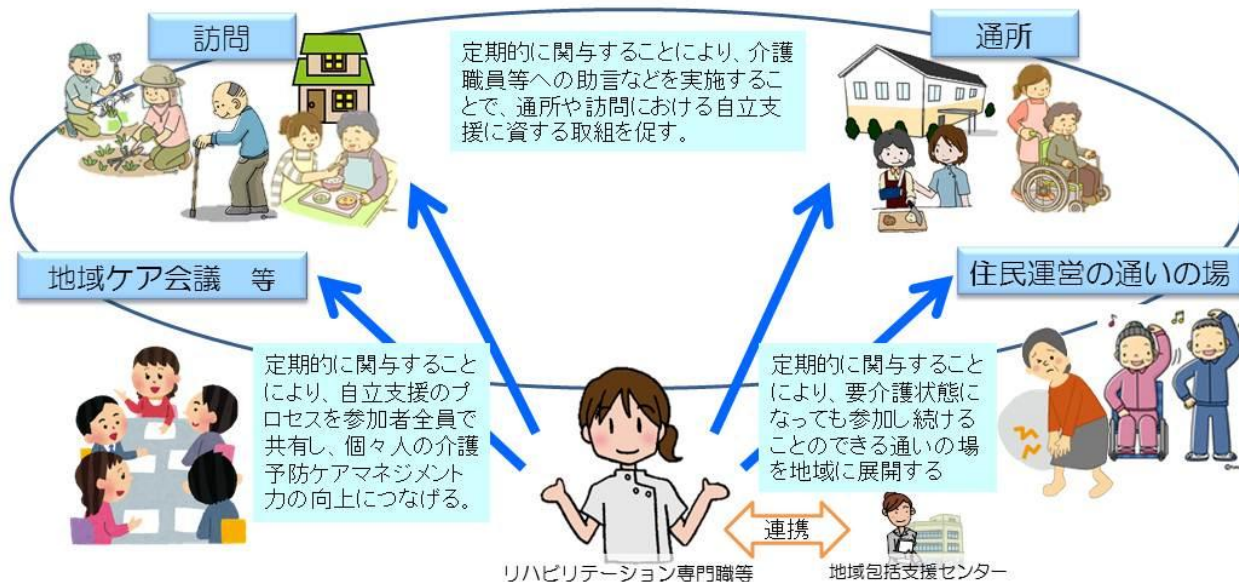 訪問
通所
定期的に関与することにより、介護
職員等への助言などを実施するこ
とで、通所や訪問における自立支
援に資する取組を促す。
地域ケア会議　等
住民運営の通いの場
定期的に関与すること
により、自立支援のプ
ロセスを参加者全員で
共有し、個々人の介護
予防ケアマネジメント
力の向上につなげる。
定期的に関与すること
により、要介護状態に
なっても参加し続ける
ことのできる通いの場
を地域に展開する
連携
リハビリテーション専門職等
地域包括支援センター